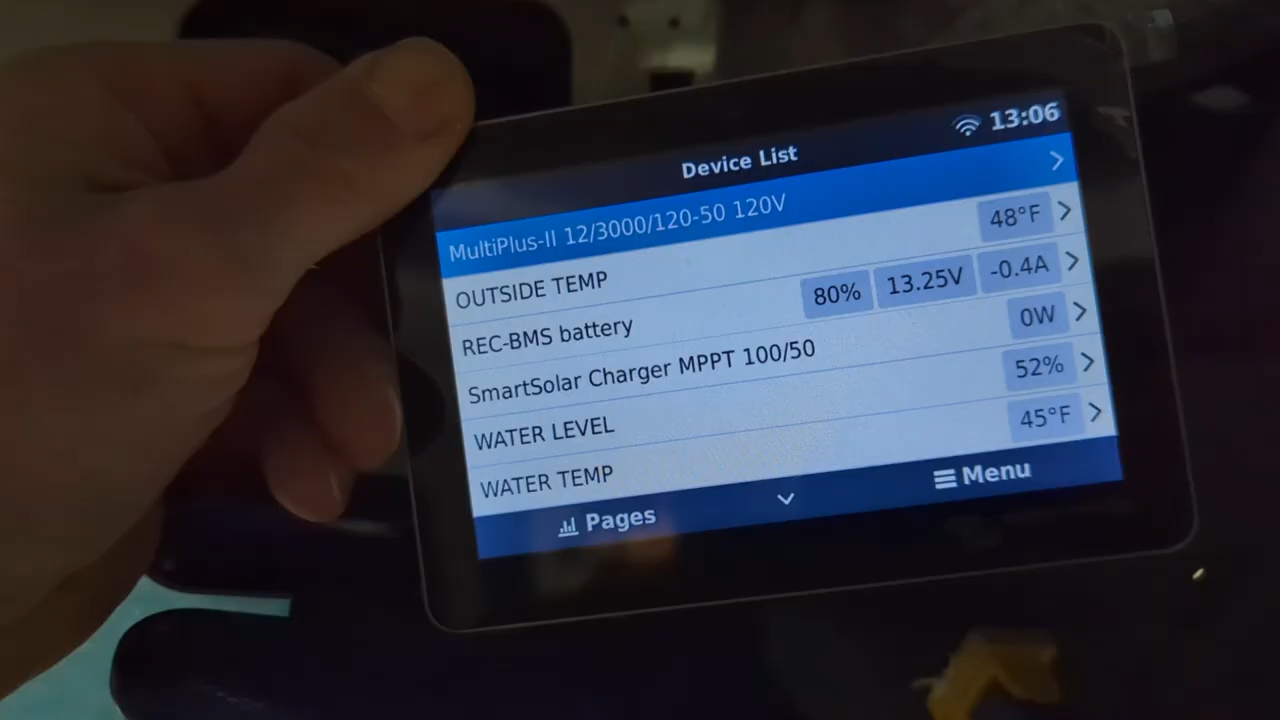 13:06
Device List
MultiPlus-II 12/3000/120-50 120V
OUTSIDE TEMP 48°F
REC-BMS battery 80% 13.25V -0.4A
SmartSolar Charger MPPT 100/50 0W
WATER LEVEL 52%
WATER TEMP 45°F
Pages Menu